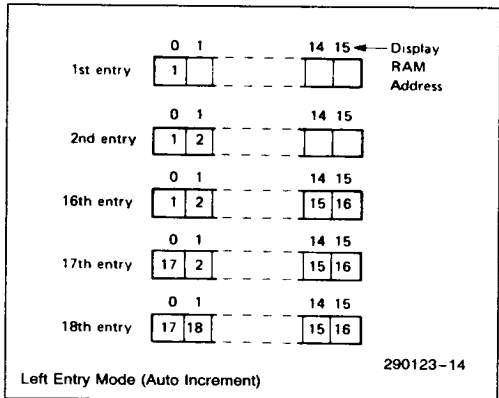 0 1 14 15 Display
1st entry 1 RAM
Address
0 1 14 15
2nd entry 1 2
0 1 14 15
16th entry 1 2 15 16
0 1 14 15
17th entry 17 2 15 16
0 1 14 15
18th entry 17 18 15 16
290123-14
Left Entry Mode (Auto Increment)